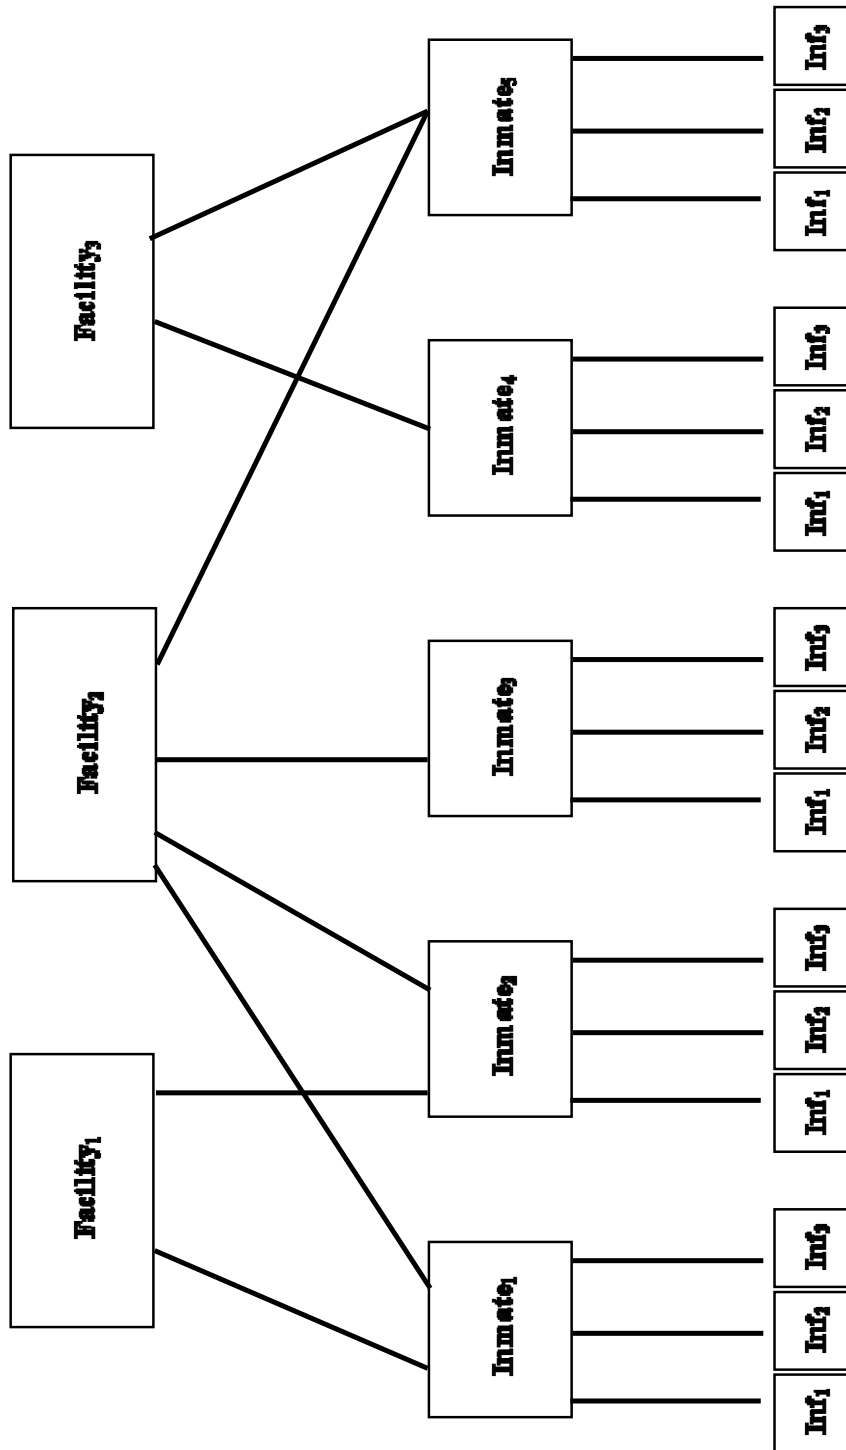 Facility₁
Facility₂
Facility₃
Inmate₁
Inmate₂
Inmate₃
Inmate₄
Inmate₅
Inf₁
Inf₂
Inf₃
Inf₁
Inf₂
Inf₃
Inf₁
Inf₂
Inf₃
Inf₁
Inf₂
Inf₃
Inf₁
Inf₂
Inf₃